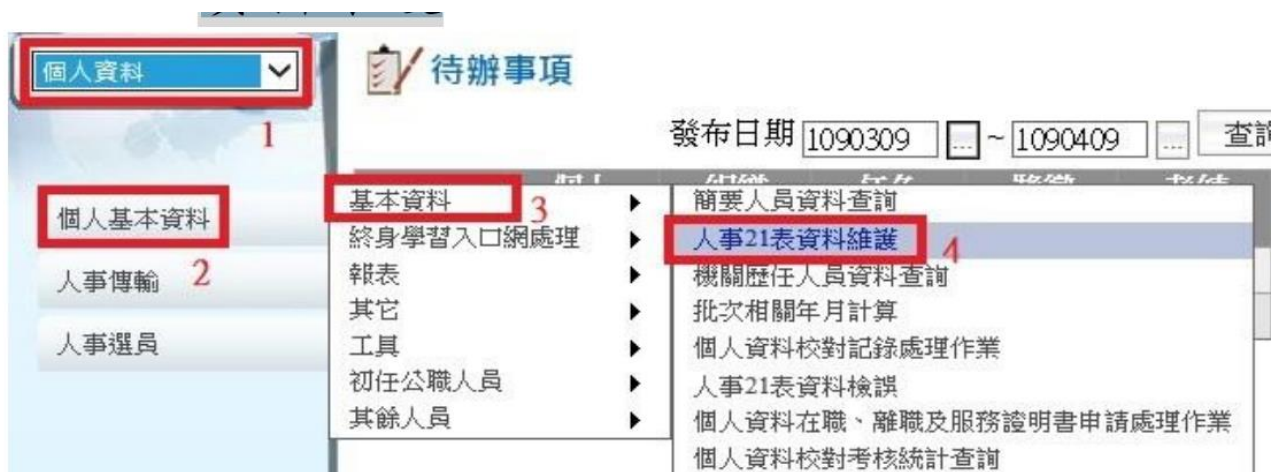 個人資料
1
待辦事項
發布日期 1090309 ... ~ 1090409 ...
個人基本資料
2
人事傳輸
人事選員
基本資料 3
終身學習入口網處理
報表
其它
工具
初任公職人員
其餘人員
簡要人員資料查詢
人事21表資料維護 4
機關歷任人員資料查詢
批次相關年月計算
個人資料校對記錄處理作業
人事21表資料檢誤
個人資料在職、離職及服務證明書申請處理作業
個人資料校對考核統計查詢